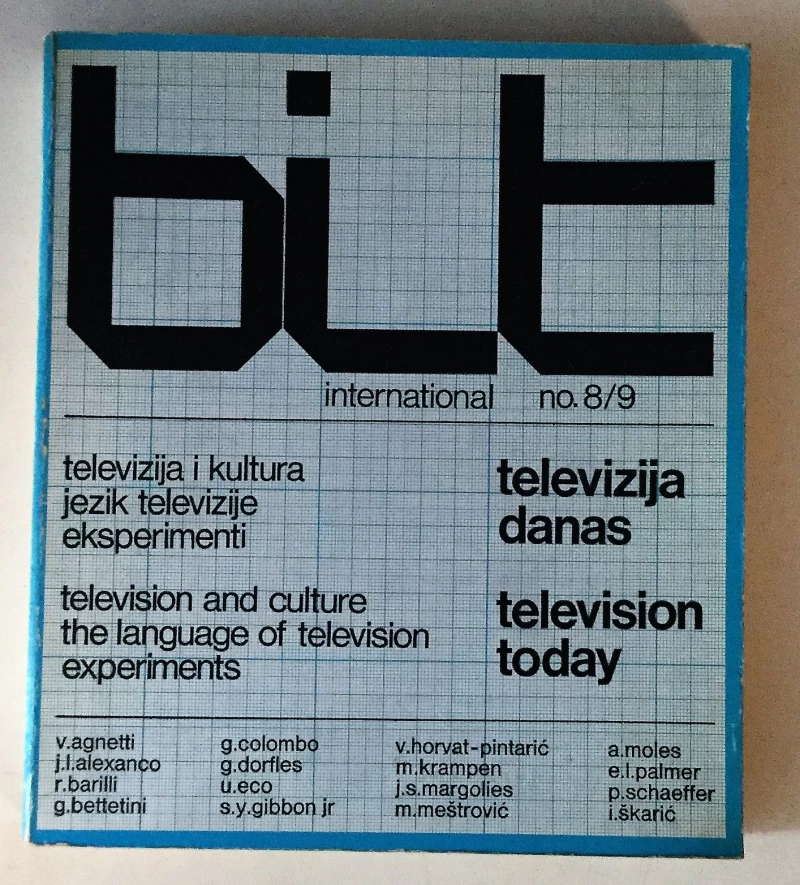 bit
international no. 8/9
televizija i kultura
jezik televizije
eksperimenti
televizija
danas
television and culture
the language of television
experiments
television
today
v.agnetti
j.l.alexanco
r.barilli
g.bettetini
g.colombo
g.dorfles
u.eco
s.y.gibbon jr
v.horvat-pintarić
m.krampen
j.s.margolies
m.meštrović
a.moles
e.l.palmer
p.schaeffer
i.škarić